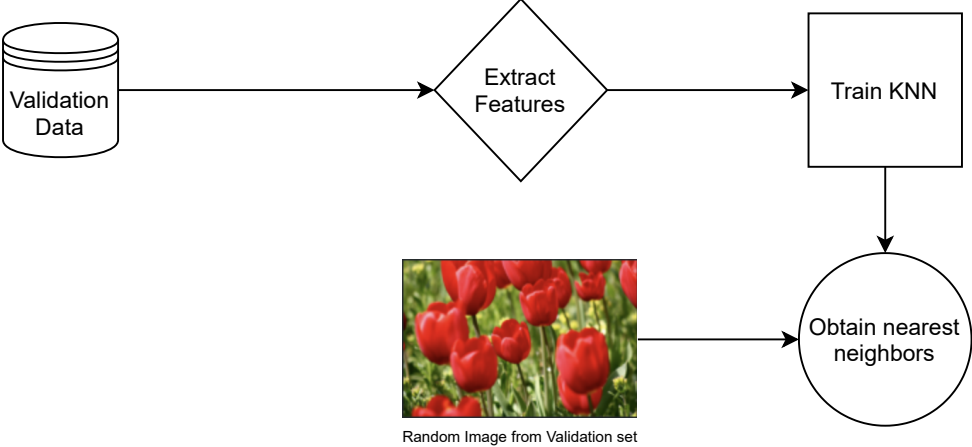 Validation
Data
Extract
Features
Train KNN
Obtain nearest
neighbors
Random Image from Validation set